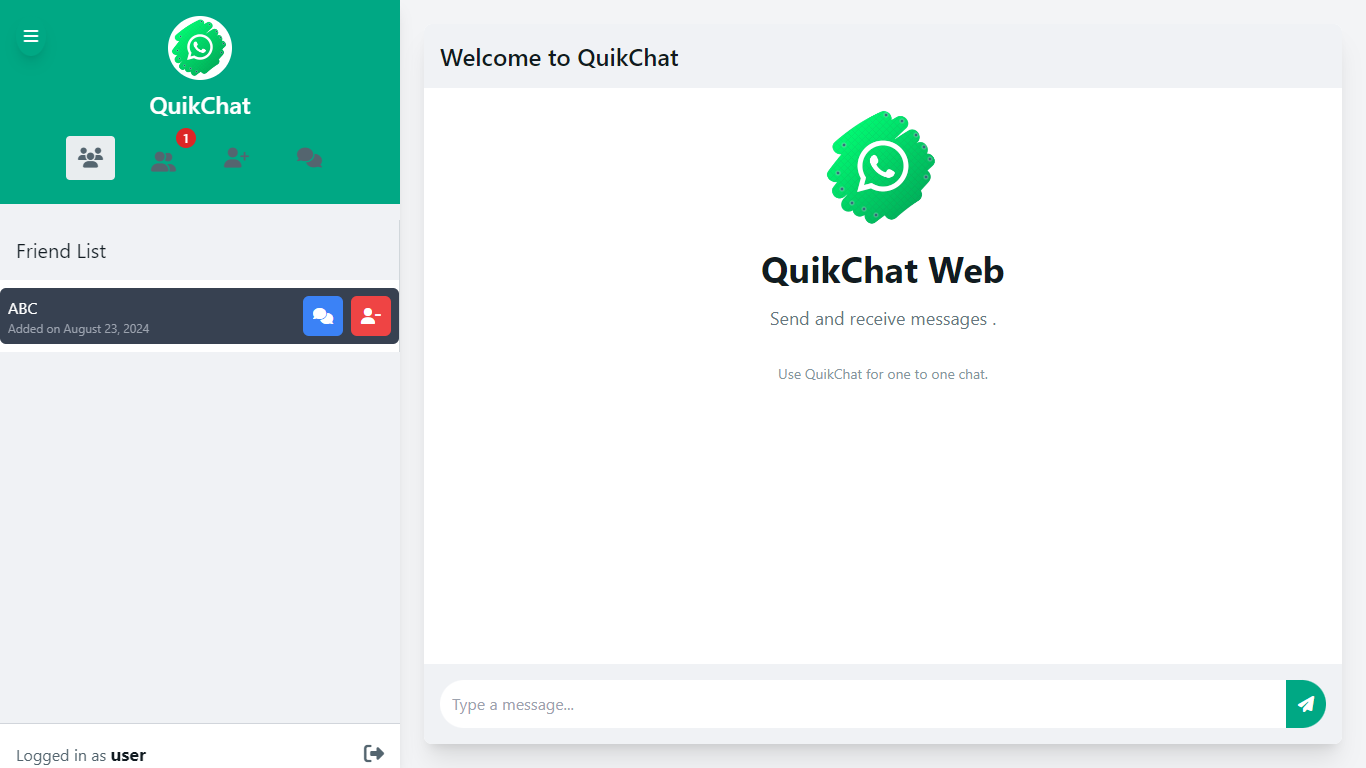 QuikChat
1
Friend List
ABC
Added on August 23, 2024
Logged in as user
Welcome to QuikChat
QuikChat Web
Send and receive messages .
Use QuikChat for one to one chat.
Type a message...